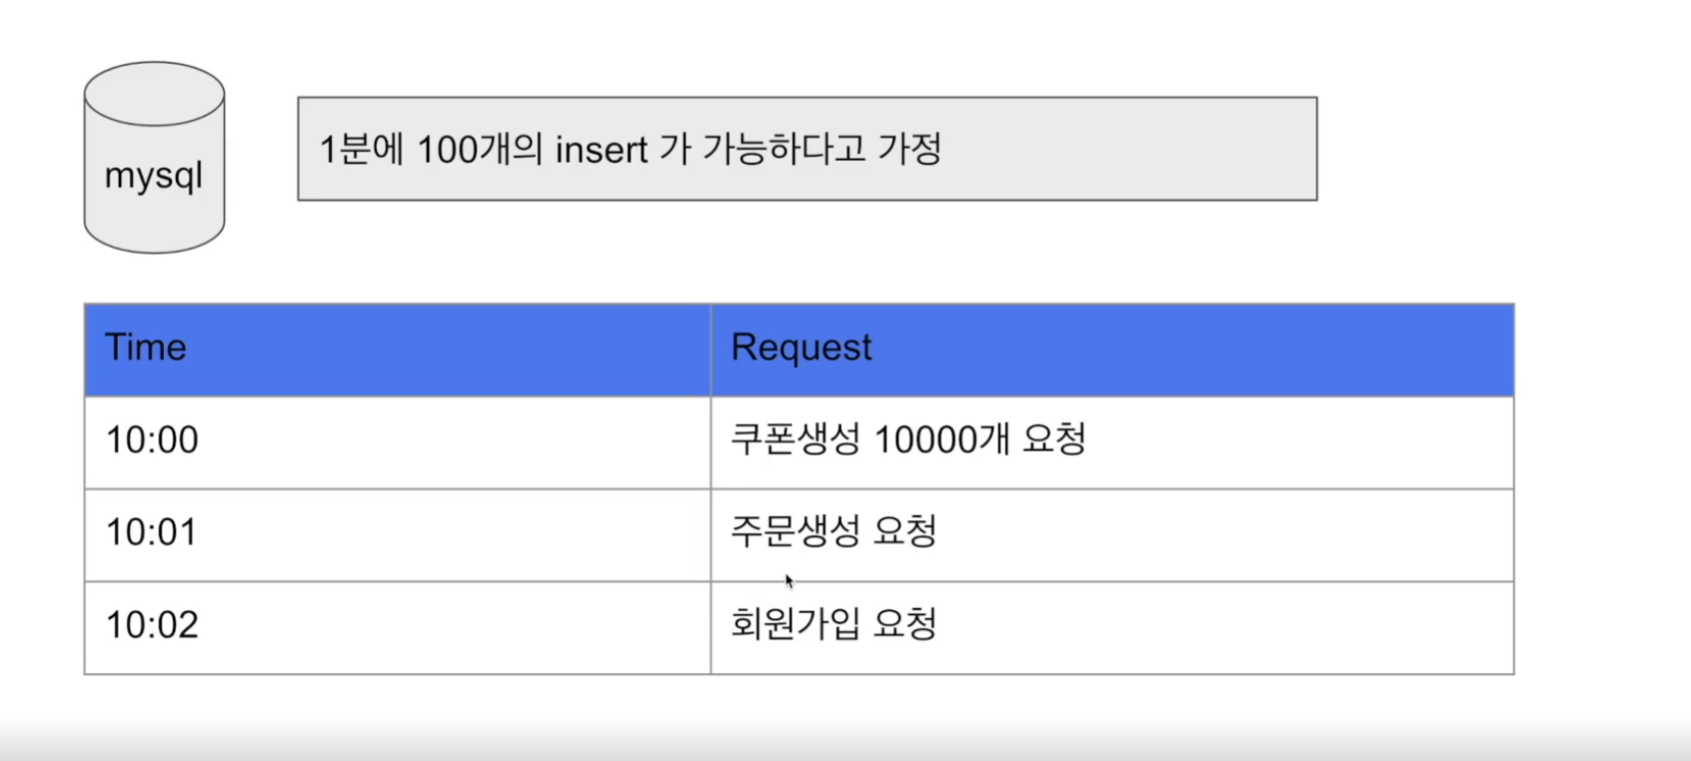 mysql
1분에 100개의 insert 가 가능하다고 가정
Time Request
10:00 쿠폰생성 10000개 요청
10:01 주문생성 요청
10:02 회원가입 요청